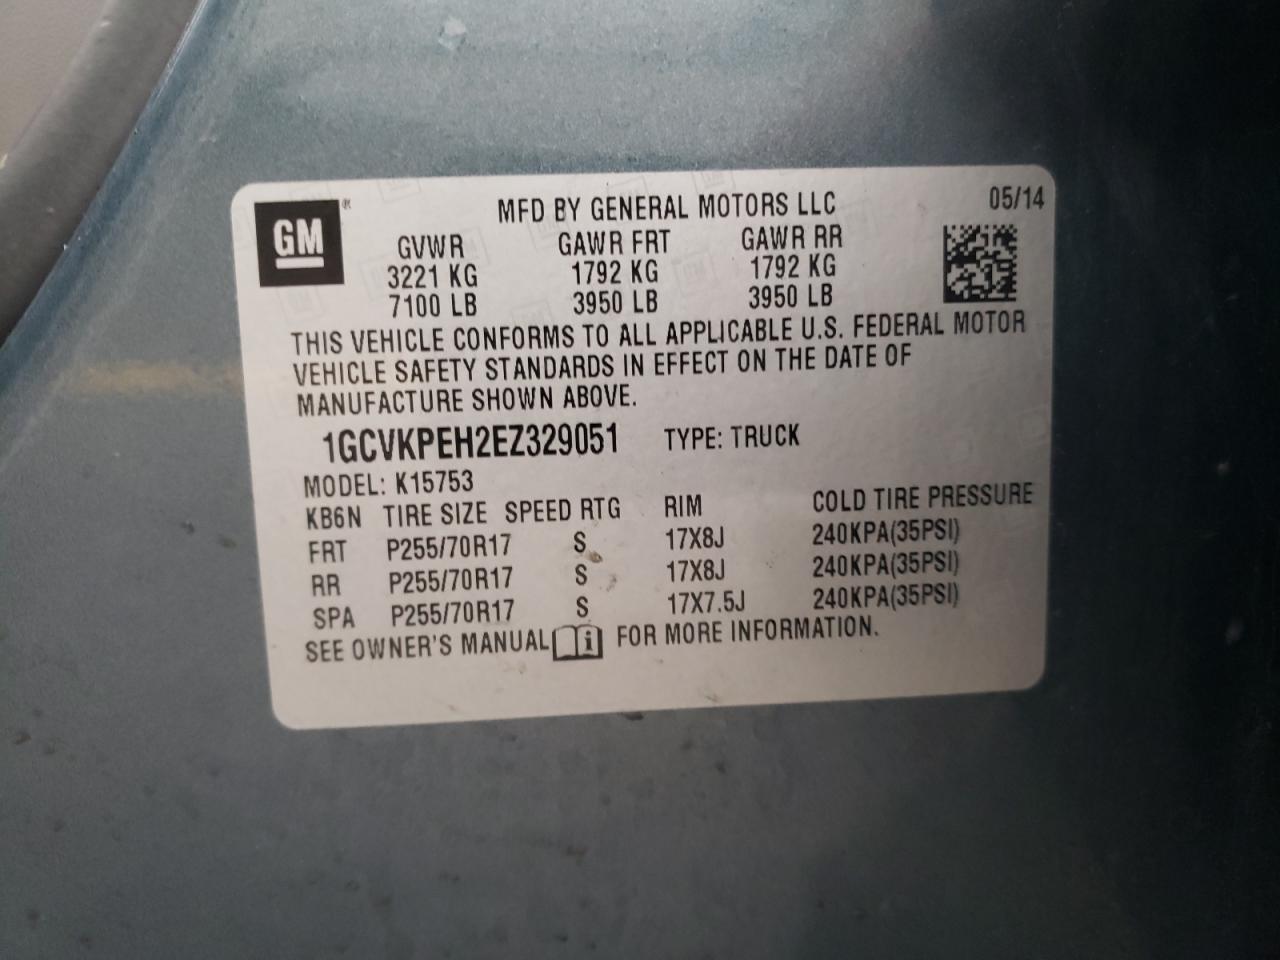 GM ®
MFD BY GENERAL MOTORS LLC 05/14
GVWR GAWR FRT GAWR RR
3221 KG 1792 KG 1792 KG
7100 LB 3950 LB 3950 LB
THIS VEHICLE CONFORMS TO ALL APPLICABLE U.S. FEDERAL MOTOR
VEHICLE SAFETY STANDARDS IN EFFECT ON THE DATE OF
MANUFACTURE SHOWN ABOVE.
1GCVKPEH2EZ329051 TYPE: TRUCK
MODEL: K15753
KB6N TIRE SIZE SPEED RTG RIM COLD TIRE PRESSURE
FRT P255/70R17 S 17X8J 240KPA(35PSI)
RR P255/70R17 S 17X8J 240KPA(35PSI)
SPA P255/70R17 S 17X7.5J 240KPA(35PSI)
SEE OWNER'S MANUAL i FOR MORE INFORMATION.